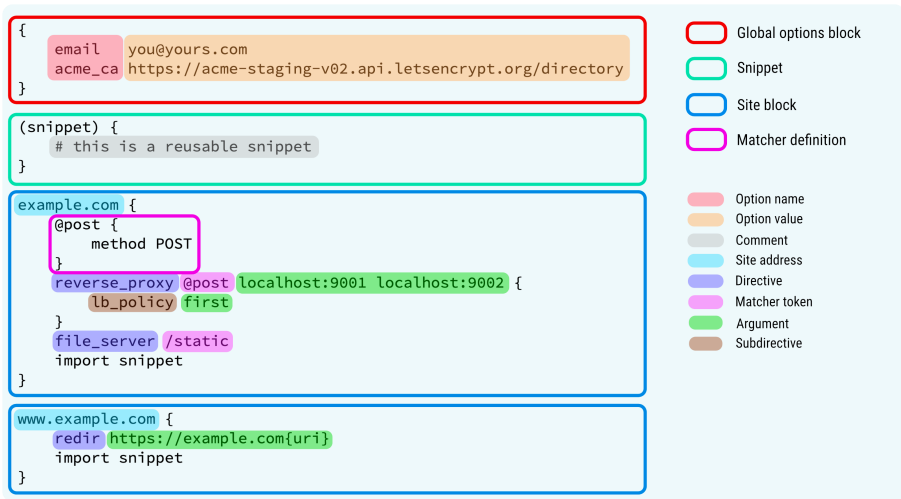 {
email you@yours.com
acme_ca https://acme-staging-v02.api.letsencrypt.org/directory
}
(snippet) {
# this is a reusable snippet
}
example.com {
@post {
method POST
}
reverse_proxy @post localhost:9001 localhost:9002 {
lb_policy first
}
file_server /static
import snippet
}
www.example.com {
redir https://example.com{uri}
import snippet
}
Global options block
Snippet
Site block
Matcher definition
Option name
Option value
Comment
Site address
Directive
Matcher token
Argument
Subdirective